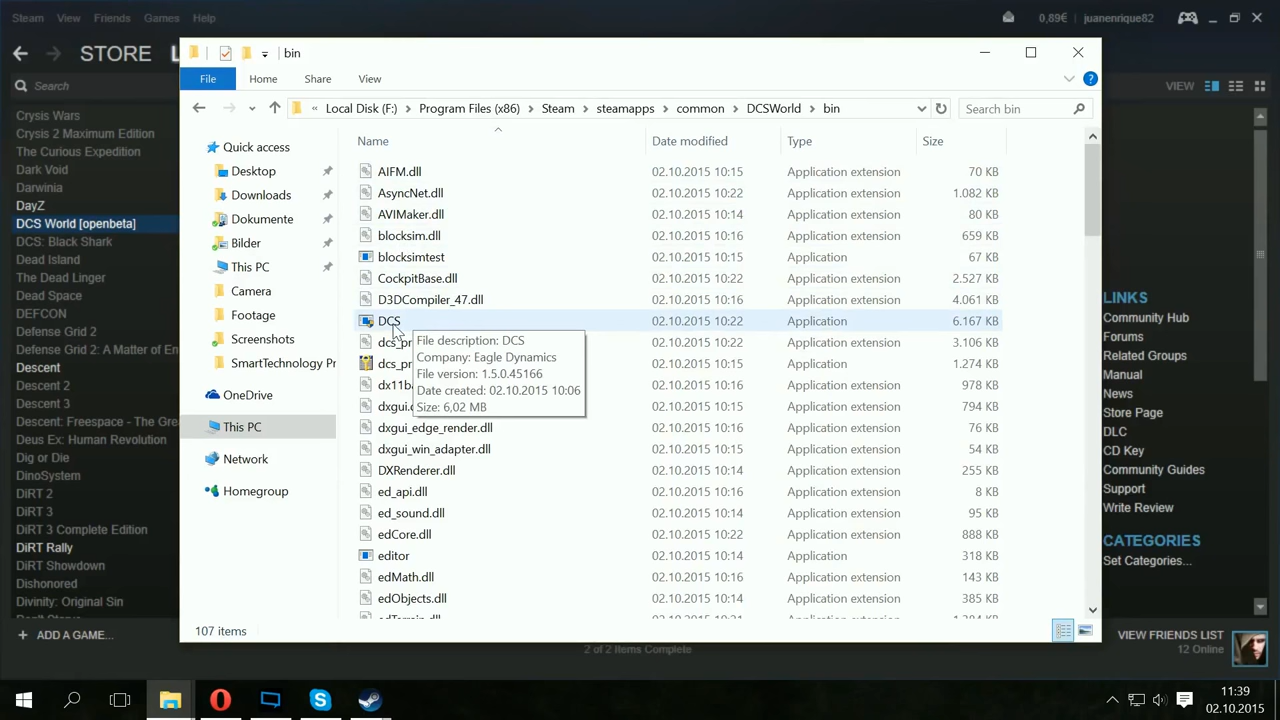 Steam View Friends Games Help
0,89€ juanenrique82
STORE L
Search
VIEW
Crysis Wars
Crysis 2 Maximum Edition
The Curious Expedition
Dark Void
Darwinia
DayZ
DCS World [openbeta]
DCS: Black Shark
Dead Island
The Dead Linger
Dead Space
DEFCON
Defense Grid 2
Defense Grid 2: A Matter of En
Descent
Descent 3
Descent: Freespace - The Grea
Deus Ex: Human Revolution
Dig or Die
DinoSystem
DiRT 2
DiRT 3
DiRT 3 Complete Edition
DiRT Rally
DiRT Showdown
Dishonored
Divinity: Original Sin
ADD A GAME...
bin
File Home Share View
« Local Disk (F:) Program Files (x86) Steam steamapps common DCSWorld bin
Search bin
Quick access
Desktop
Downloads
Dokumente
Bilder
This PC
Camera
Footage
Screenshots
SmartTechnology Pr
OneDrive
This PC
Network
Homegroup
Name Date modified Type Size
AIFM.dll 02.10.2015 10:15 Application extension 70 KB
AsyncNet.dll 02.10.2015 10:22 Application extension 1.082 KB
AVIMaker.dll 02.10.2015 10:14 Application extension 80 KB
blocksim.dll 02.10.2015 10:16 Application extension 659 KB
blocksimtest 02.10.2015 10:16 Application 67 KB
CockpitBase.dll 02.10.2015 10:22 Application extension 2.527 KB
D3DCompiler_47.dll 02.10.2015 10:16 Application extension 4.061 KB
DCS 02.10.2015 10:22 Application 6.167 KB
dcs_pr 02.10.2015 10:22 Application extension 3.106 KB
dcs_pr 02.10.2015 10:15 Application 1.274 KB
dx11b 02.10.2015 10:16 Application extension 978 KB
dxgui. 02.10.2015 10:15 Application extension 794 KB
dxgui_edge_render.dll 02.10.2015 10:22 Application extension 76 KB
dxgui_win_adapter.dll 02.10.2015 10:15 Application extension 54 KB
DXRenderer.dll 02.10.2015 10:14 Application extension 255 KB
ed_api.dll 02.10.2015 10:16 Application extension 8 KB
ed_sound.dll 02.10.2015 10:14 Application extension 95 KB
edCore.dll 02.10.2015 10:22 Application extension 888 KB
editor 02.10.2015 10:14 Application 318 KB
edMath.dll 02.10.2015 10:16 Application extension 143 KB
edObjects.dll 02.10.2015 10:14 Application extension 385 KB
File description: DCS
Company: Eagle Dynamics
File version: 1.5.0.45166
Date created: 02.10.2015 10:06
Size: 6,02 MB
107 items
2 of 2 Items Complete
LINKS
Community Hub
Forums
Related Groups
Manual
News
Store Page
DLC
CD Key
Community Guides
Support
Write Review
CATEGORIES
Set Categories...
VIEW FRIENDS LIST
12 Online
11:39
02.10.2015